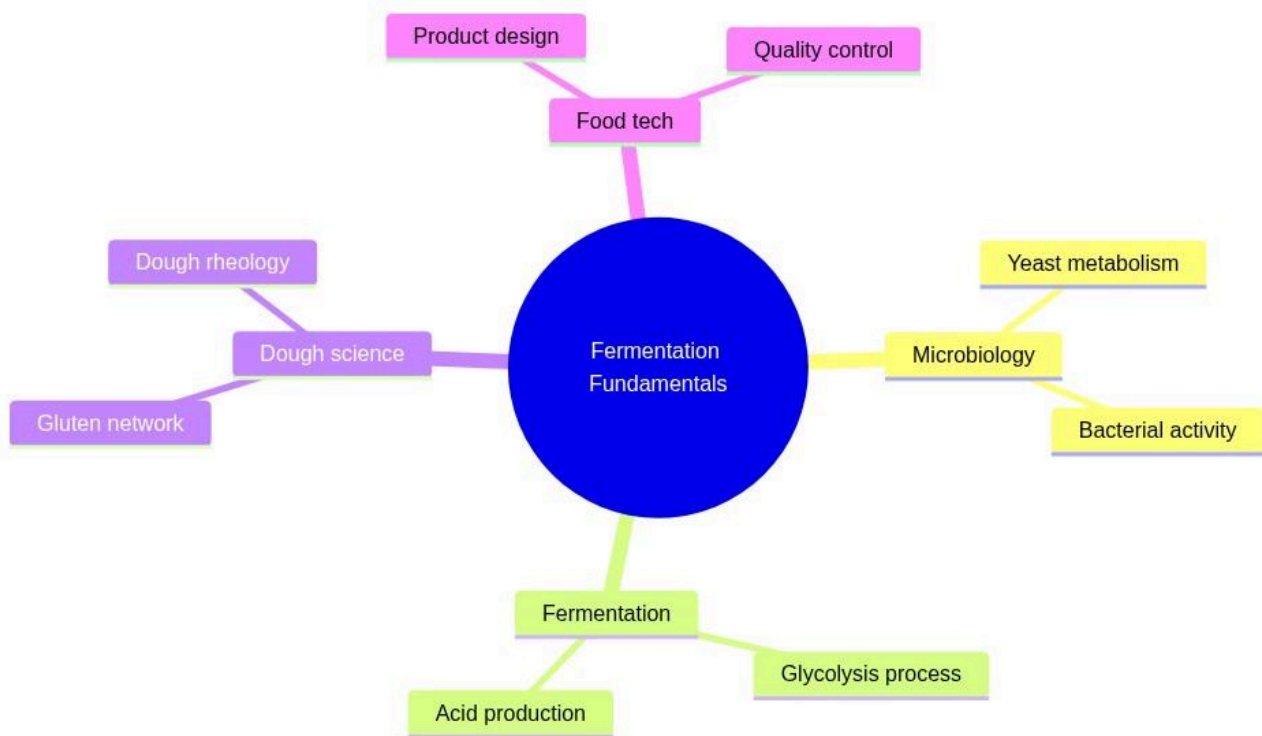 Product design
Quality control
Food tech
Dough rheology
Yeast metabolism
Dough science
Fermentation
Fundamentals
Microbiology
Gluten network
Bacterial activity
Fermentation
Glycolysis process
Acid production